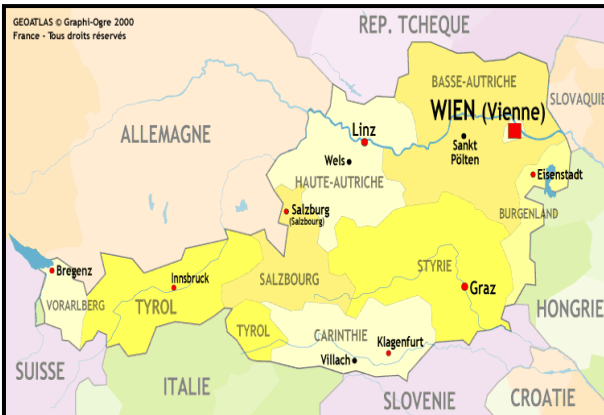 GEOATLAS © Graphi-Ogre 2000
France - Tous droits réservés
REP. TCHEQUE
BASSE-AUTRICHE
SLOVAQUIE
WIEN (Vienne)
ALLEMAGNE
Linz
Sankt
Pölten
Wels
Eisenstadt
HAUTE-AUTRICHE
Salzburg
(Salzbourg)
BURGENLAND
Bregenz
Innsbruck
SALZBOURG
STYRIE
Graz
VORARLBERG
TYROL
HONGRIE
TYROL
CARINTHIE
Klagenfurt
Villach
SUISSE
ITALIE
SLOVENIE
CROATIE